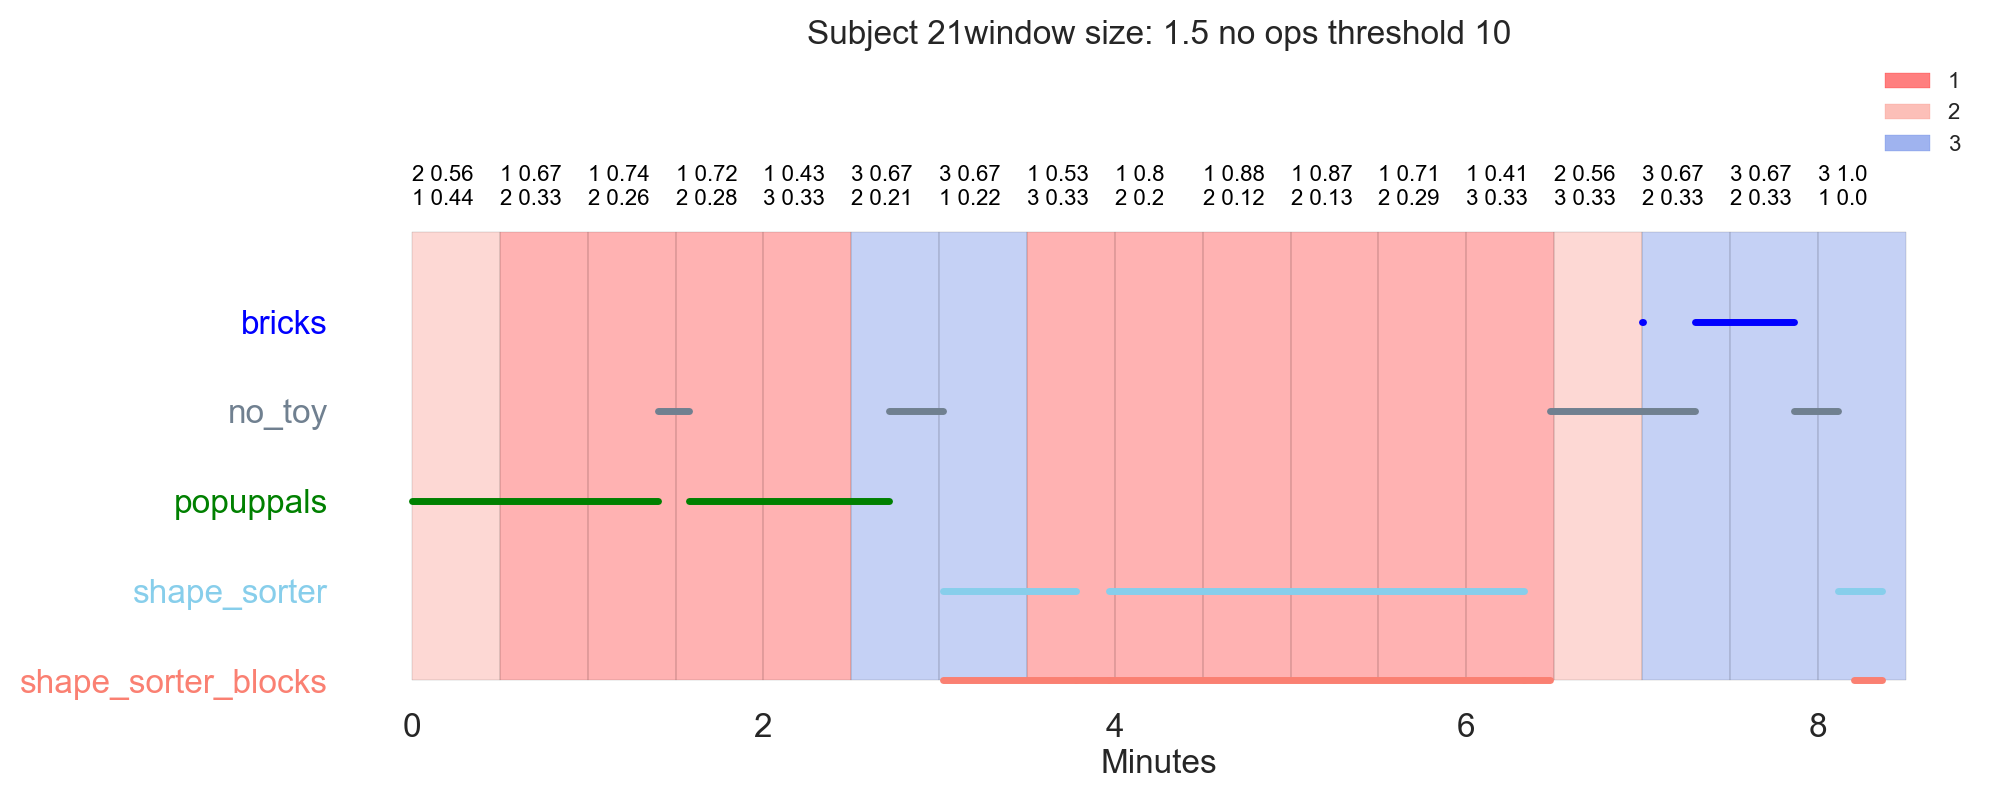 Subject 21window size: 1.5 no ops threshold 10
1
2
3
2 0.56 1 0.67 1 0.74 1 0.72 1 0.43 3 0.67 3 0.67 1 0.53 1 0.8 1 0.88 1 0.87 1 0.71 1 0.41 2 0.56 3 0.67 3 0.67 3 1.0
1 0.44 2 0.33 2 0.26 2 0.28 3 0.33 2 0.21 1 0.22 3 0.33 2 0.2 2 0.12 2 0.13 2 0.29 3 0.33 3 0.33 2 0.33 2 0.33 1 0.0
bricks
no_toy
popuppals
shape_sorter
shape_sorter_blocks
0 2 4 6 8
Minutes